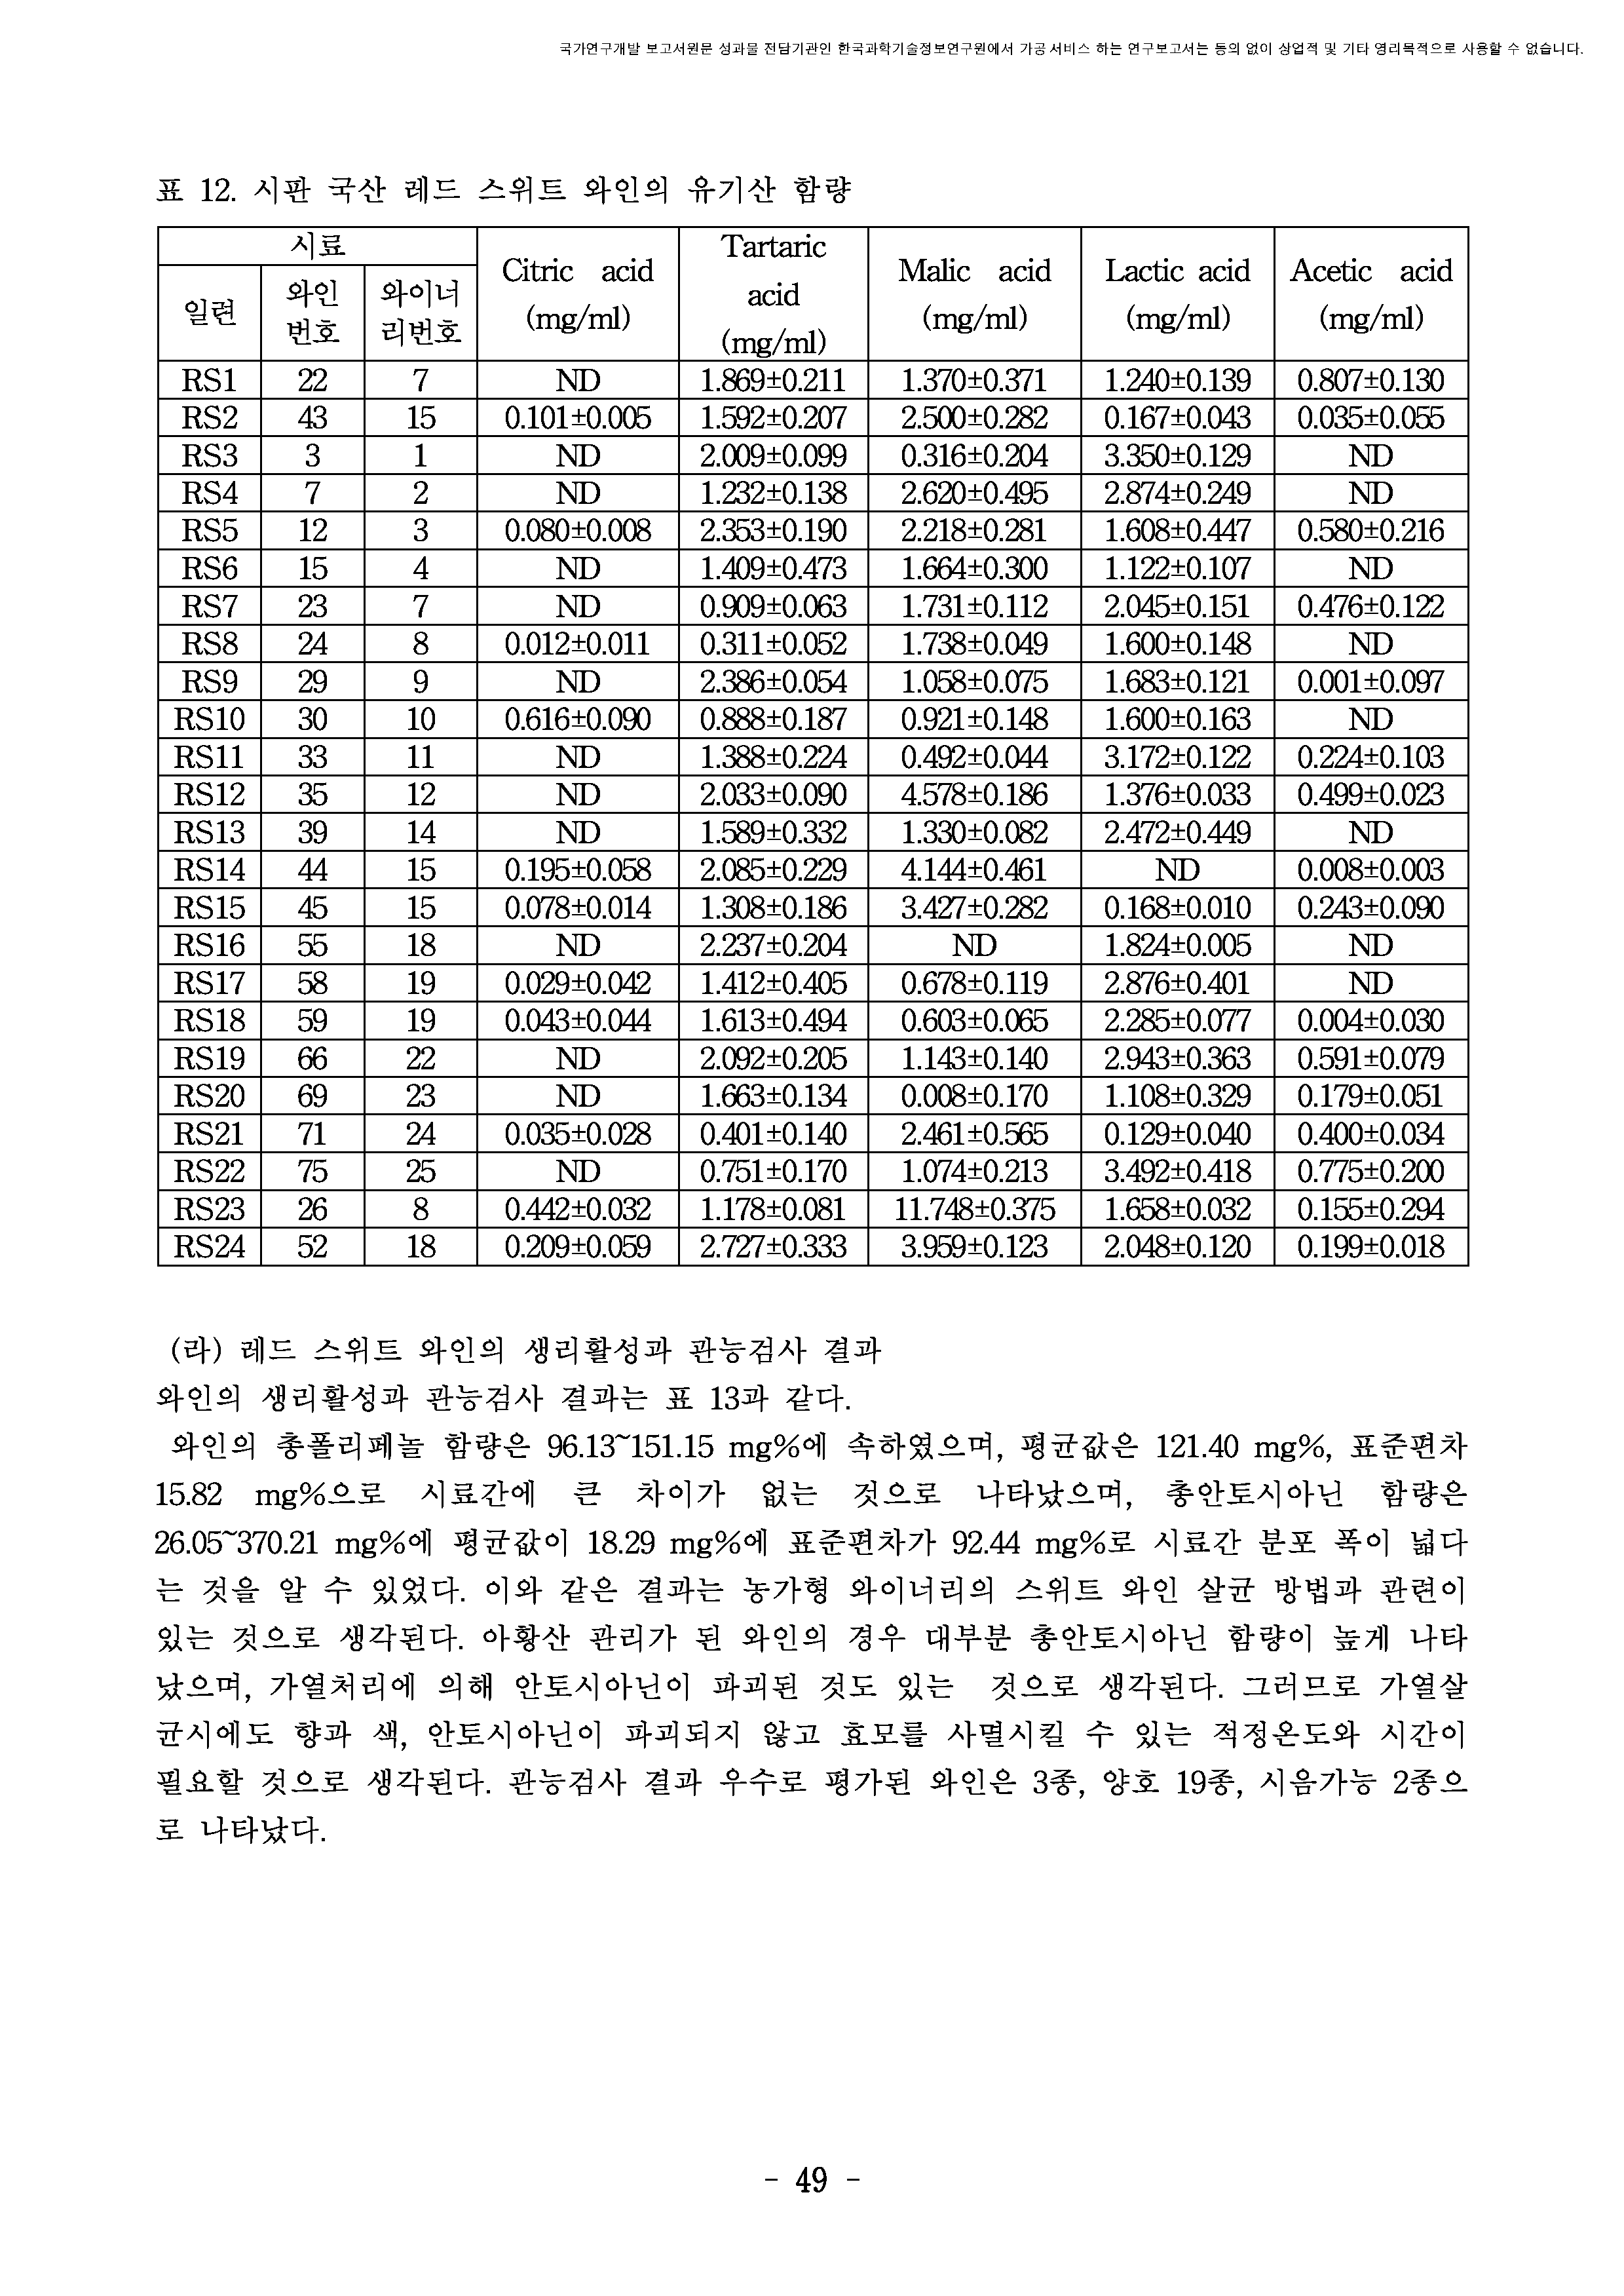 국가연구개발 보고서원문 성과물 전담기관인 한국과학기술정보연구원에서 가공·서비스 하는 연구보고서는 동의 없이 상업적 및 기타 영리목적으로 사용할 수 없습니다.
표 12. 시판 국산 레드 스위트 와인의 유기산 함량
시료 Citric acid (mg/ml) Tartaric acid (mg/ml) Malic acid (mg/ml) Lactic acid (mg/ml) Acetic acid (mg/ml)
일련 와인번호 와이너리번호
RS1 22 7 ND 1.869±0.211 1.370±0.371 1.240±0.139 0.807±0.130
RS2 43 15 0.101±0.005 1.592±0.207 2.500±0.282 0.167±0.043 0.035±0.055
RS3 3 1 ND 2.009±0.099 0.316±0.204 3.350±0.129 ND
RS4 7 2 ND 1.232±0.138 2.620±0.495 2.874±0.249 ND
RS5 12 3 0.080±0.008 2.353±0.190 2.218±0.281 1.608±0.447 0.580±0.216
RS6 15 4 ND 1.409±0.473 1.664±0.300 1.122±0.107 ND
RS7 23 7 ND 0.909±0.063 1.731±0.112 2.045±0.151 0.476±0.122
RS8 24 8 0.012±0.011 0.311±0.052 1.738±0.049 1.600±0.148 ND
RS9 29 9 ND 2.386±0.054 1.058±0.075 1.683±0.121 0.001±0.097
RS10 30 10 0.616±0.090 0.888±0.187 0.921±0.148 1.600±0.163 ND
RS11 33 11 ND 1.388±0.224 0.492±0.044 3.172±0.122 0.224±0.103
RS12 35 12 ND 2.033±0.090 4.578±0.186 1.376±0.033 0.499±0.023
RS13 39 14 ND 1.589±0.332 1.330±0.082 2.472±0.449 ND
RS14 44 15 0.195±0.058 2.085±0.229 4.144±0.461 ND 0.008±0.003
RS15 45 15 0.078±0.014 1.308±0.186 3.427±0.282 0.168±0.010 0.243±0.090
RS16 55 18 ND 2.237±0.204 ND 1.824±0.005 ND
RS17 58 19 0.029±0.042 1.412±0.405 0.678±0.119 2.876±0.401 ND
RS18 59 19 0.043±0.044 1.613±0.494 0.603±0.065 2.285±0.077 0.004±0.030
RS19 66 22 ND 2.092±0.205 1.143±0.140 2.943±0.363 0.591±0.079
RS20 69 23 ND 1.663±0.134 0.008±0.170 1.108±0.329 0.179±0.051
RS21 71 24 0.035±0.028 0.401±0.140 2.461±0.565 0.129±0.040 0.400±0.034
RS22 75 25 ND 0.751±0.170 1.074±0.213 3.492±0.418 0.775±0.200
RS23 26 8 0.442±0.032 1.178±0.081 11.748±0.375 1.658±0.032 0.155±0.294
RS24 52 18 0.209±0.059 2.727±0.333 3.959±0.123 2.048±0.120 0.199±0.018
(라) 레드 스위트 와인의 생리활성과 관능검사 결과
와인의 생리활성과 관능검사 결과는 표 13과 같다.
와인의 총폴리페놀 함량은 96.13~151.15 mg%에 속하였으며, 평균값은 121.40 mg%, 표준편차
15.82 mg%으로 시료간에 큰 차이가 없는 것으로 나타났으며, 총안토시아닌 함량은
26.05~370.21 mg%에 평균값이 18.29 mg%에 표준편차가 92.44 mg%로 시료간 분포 폭이 넓다
는 것을 알 수 있었다. 이와 같은 결과는 농가형 와이너리의 스위트 와인 살균 방법과 관련이
있는 것으로 생각된다. 아황산 관리가 된 와인의 경우 대부분 총안토시아닌 함량이 높게 나타
났으며, 가열처리에 의해 안토시아닌이 파괴된 것도 있는 것으로 생각된다. 그러므로 가열살
균시에도 향과 색, 안토시아닌이 파괴되지 않고 효모를 사멸시킬 수 있는 적정온도와 시간이
필요할 것으로 생각된다. 관능검사 결과 우수로 평가된 와인은 3종, 양호 19종, 시음가능 2종으
로 나타났다.
- 49 -